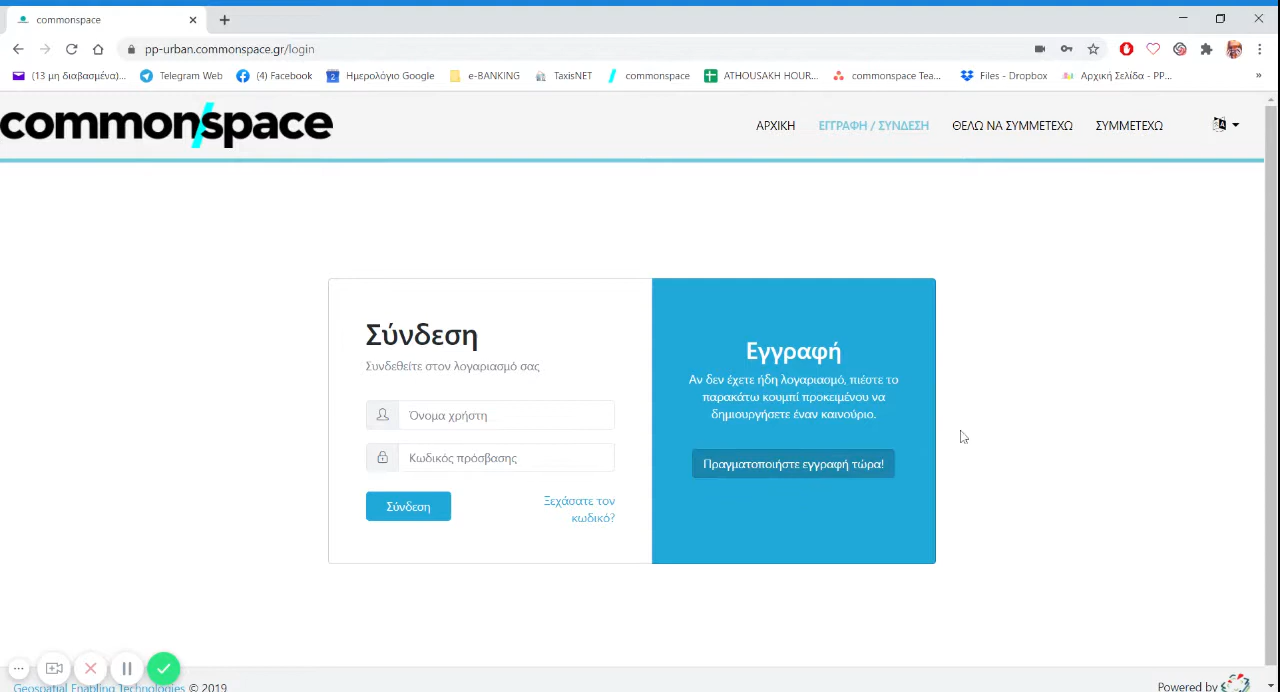 commonspace
pp-urban.commonspace.gr/login
(13 μη διαβασμένα)... Telegram Web (4) Facebook 2 Ημερολόγιο Google e-BANKING TaxisNET commonspace ATHOUSAKH HOUR... commonspace Tea... Files - Dropbox Αρχική Σελίδα - PP... »
common/space ΑΡΧΙΚΗ ΕΓΓΡΑΦΗ / ΣΥΝΔΕΣΗ ΘΕΛΩ ΝΑ ΣΥΜΜΕΤΕΧΩ ΣΥΜΜΕΤΕΧΩ
Σύνδεση
Συνδεθείτε στον λογαριασμό σας
Όνομα χρήστη
Κωδικός πρόσβασης
Σύνδεση
Ξεχάσατε τον
κωδικό?
Εγγραφή
Αν δεν έχετε ήδη λογαριασμό, πιέστε το
παρακάτω κουμπί προκειμένου να
δημιουργήσετε έναν καινούριο.
Πραγματοποιήστε εγγραφή τώρα!
Geospatial Enabling Technologies © 2019
Powered by